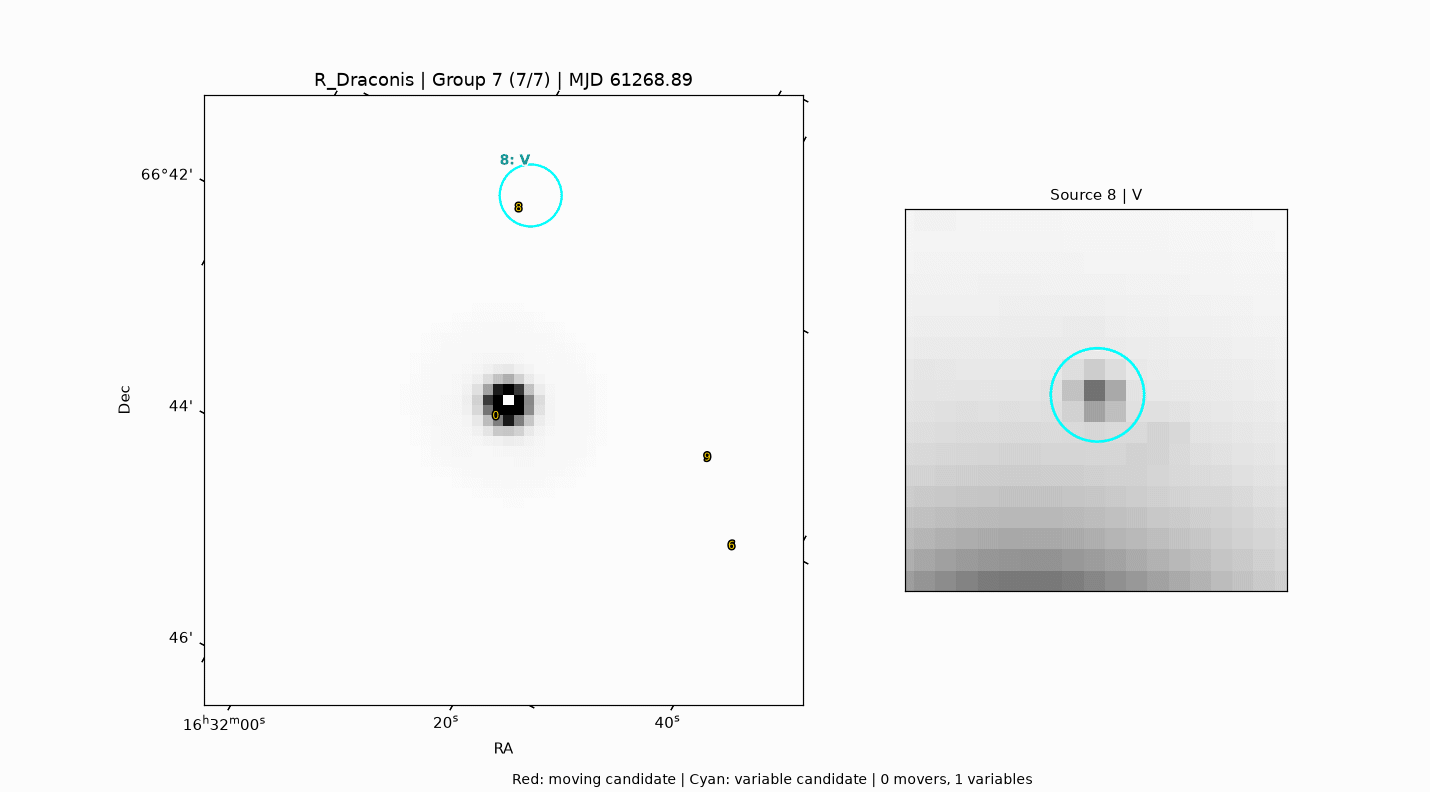 R_Draconis | Group 7 (7/7) | MJD 61268.89
8: V
66°42'
8
Source 8 | V
Dec
44'
0
9
6
46'
16ʰ32ᵐ00ˢ
20ˢ
40ˢ
RA
Red: moving candidate | Cyan: variable candidate | 0 movers, 1 variables